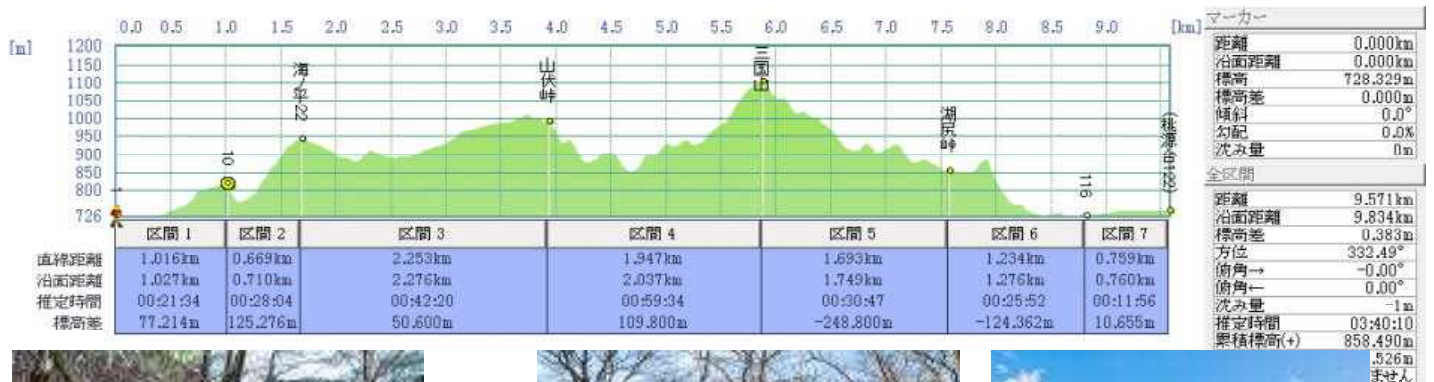 0.0 0.5 1.0 1.5 2.0 2.5 3.0 3.5 4.0 4.5 5.0 5.5 6.0 6.5 7.0 7.5 8.0 8.5 9.0 [km]
[m]
1200
1150
1100
1050
1000
950
900
850
800
726
10
海ノ平22
山伏峠
三国山
湖尻峠
116
区間 1 区間 2 区間 3 区間 4 区間 5 区間 6 区間 7
直線距離 1.016km 0.669km 2.253km 1.947km 1.693km 1.234km 0.759km
沿面距離 1.027km 0.710km 2.276km 2.037km 1.749km 1.276km 0.760km
推定時間 00:21:34 00:28:04 00:42:20 00:59:34 00:30:47 00:25:52 00:11:56
標高差 77.214m 125.276m 50.600m 109.800m -248.800m -124.362m 10.655m
マーカー
距離 0.000km
沿面距離 0.000km
標高 728.329m
標高差 0.000m
傾斜 0.0°
勾配 0.0%
沈み量 0m
全区間
距離 9.571km
沿面距離 9.834km
標高差 0.383m
方位 332.49°
俯角→ -0.00°
俯角← 0.00°
沈み量 -1m
推定時間 03:40:10
累積標高(+) 858.490m
.526m
ません